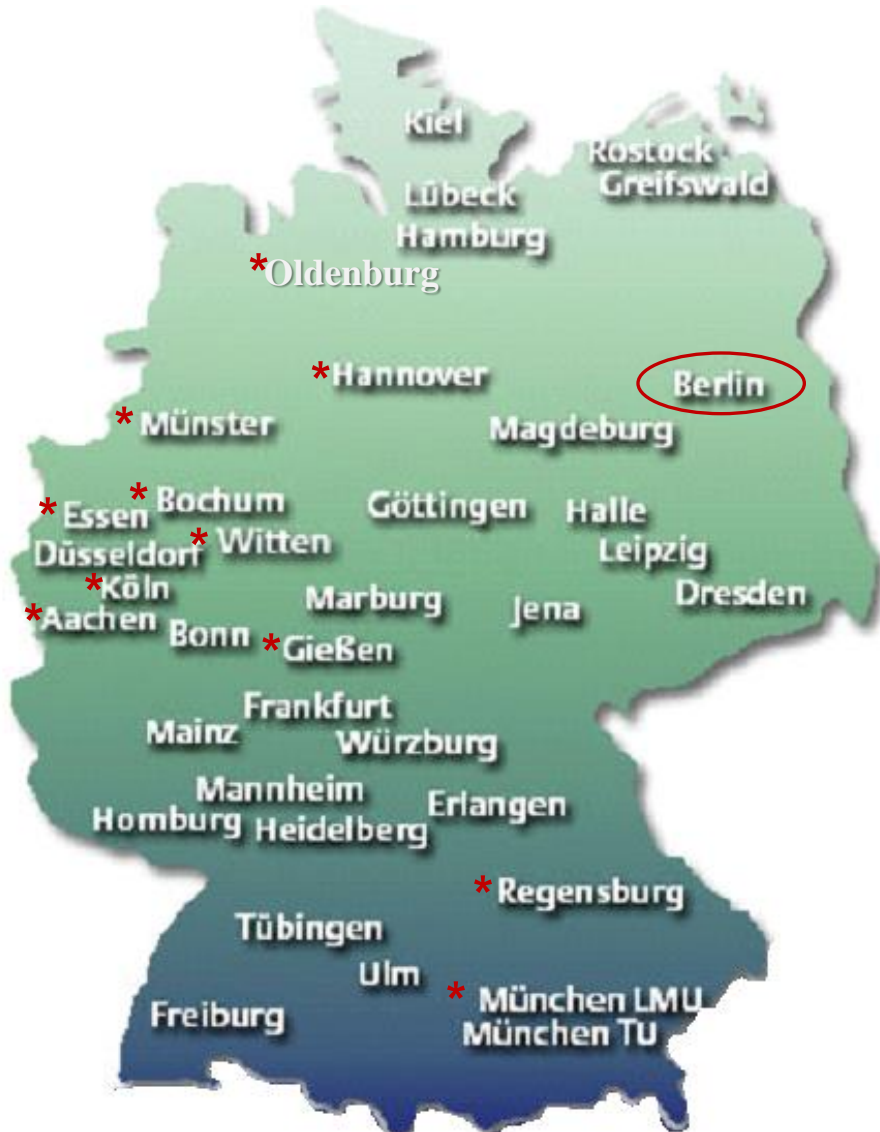 Kiel
Rostock
Greifswald
Lübeck
Hamburg
*Oldenburg
*Hannover
Berlin
*Münster
Magdeburg
*Bochum
*Essen
Göttingen
Halle
*Witten
Düsseldorf
Leipzig
*Köln
Marburg
Jena
Dresden
*Aachen
Bonn
*Gießen
Frankfurt
Mainz
Würzburg
Mannheim
Homburg
Heidelberg
Erlangen
*Regensburg
Tübingen
Ulm
*München LMU
München TU
Freiburg